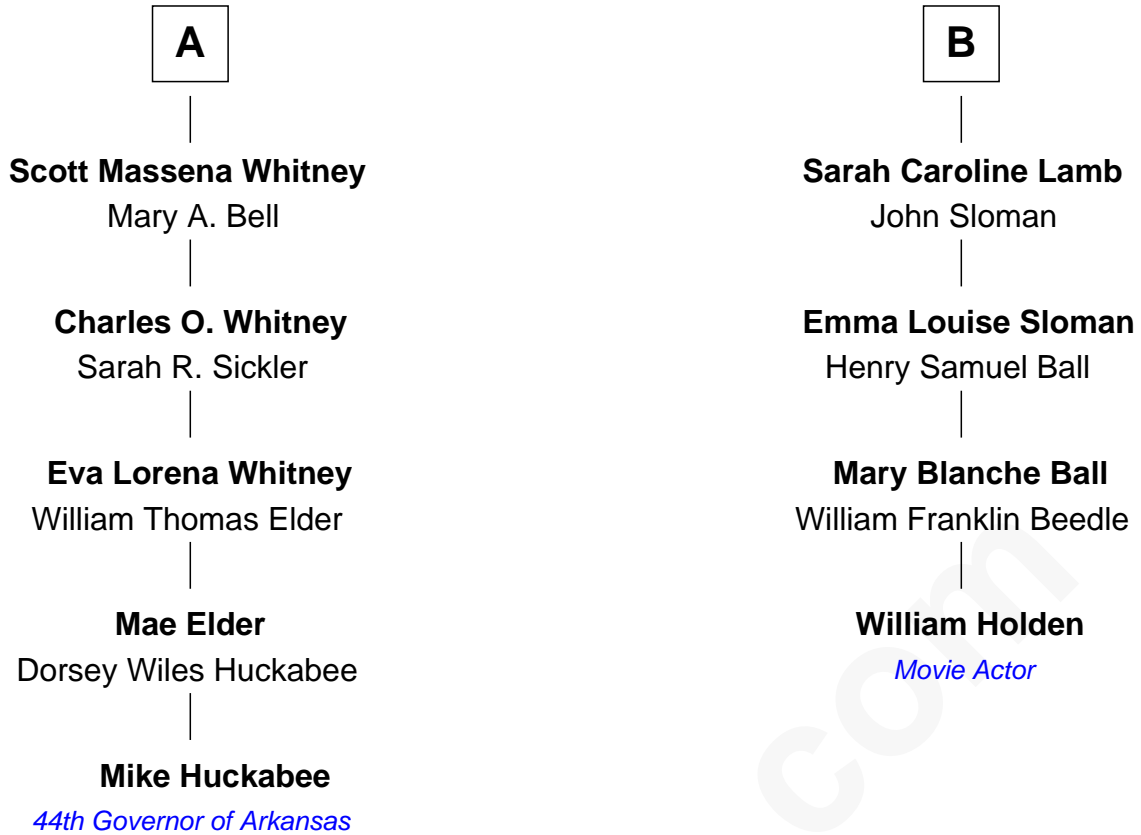 A
Scott Massena Whitney
Mary A. Bell
Charles O. Whitney
Sarah R. Sickler
Eva Lorena Whitney
William Thomas Elder
Mae Elder
Dorsey Wiles Huckabee
Mike Huckabee
44th Governor of Arkansas
B
Sarah Caroline Lamb
John Sloman
Emma Louise Sloman
Henry Samuel Ball
Mary Blanche Ball
William Franklin Beedle
William Holden
Movie Actor
com